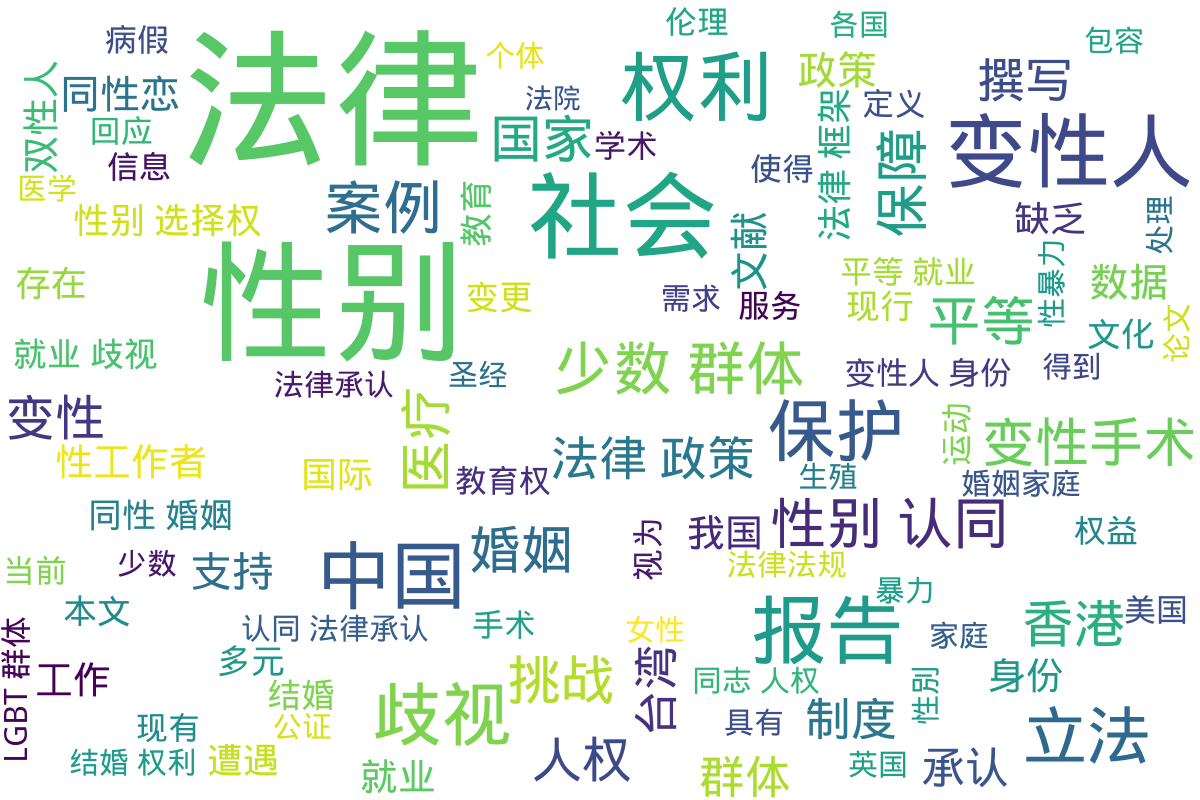 病假
伦理
各国
个体
包容
双性人
同性恋
法律
权利
政策
撰写
法院
回应
国家
学术
定义
变性人
信息
使得
法律 框架
保障
医学
性别 选择权
案例
教育
社会
文献
缺乏
处理
存在
性别
变更
需求
服务
平等 就业
现行
平等
性暴力
数据
文化
论文
就业 歧视
法律承认
圣经
少数 群体
变性人 身份
得到
变性
医疗
保护
运动
变性手术
性工作者
国际
教育权
法律 政策
生殖
婚姻家庭
同性 婚姻
婚姻
视为
我国
性别 认同
权益
当前
少数
支持
中国
法律法规
暴力
本文
认同 法律承认
手术
女性
报告
家庭
香港
美国
LGBT 群体
工作
多元
结婚
歧视
挑战
台湾
同志 人权
身份
性别
现有
公证
具有
制度
立法
结婚 权利
遭遇
就业
人权
群体
英国
承认